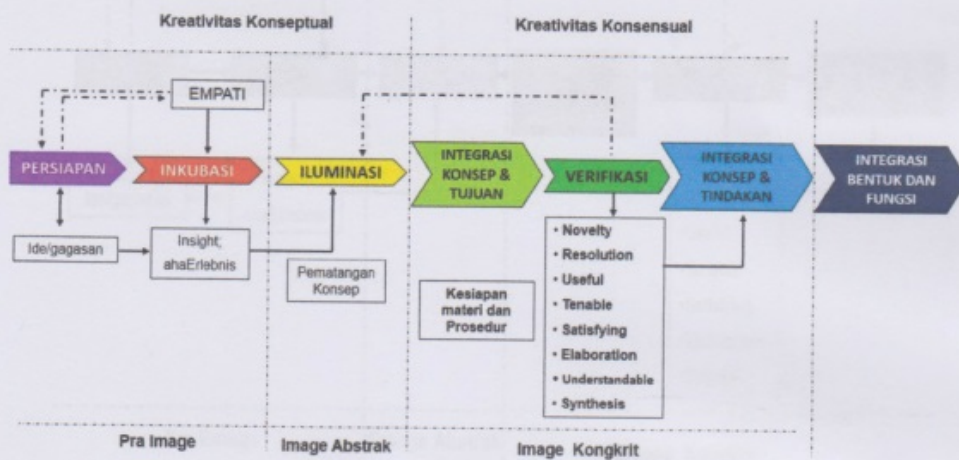 Kreativitas Konseptual
Kreativitas Konsensual
EMPATI
PERSIAPAN
INKUBASI
ILUMINASI
INTEGRASI
KONSEP &
TUJUAN
VERIFIKASI
INTEGRASI
KONSEP &
TINDAKAN
INTEGRASI
BENTUK DAN
FUNGSI
Ide/gagasan
Insight;
ahaErlebnis
Pematangan
Konsep
Kesiapan
materi dan
Prosedur
• Novelty
• Resolution
• Useful
• Tenable
• Satisfying
• Elaboration
• Understandable
• Synthesis
Pra Image
Image Abstrak
Image Kongkrit